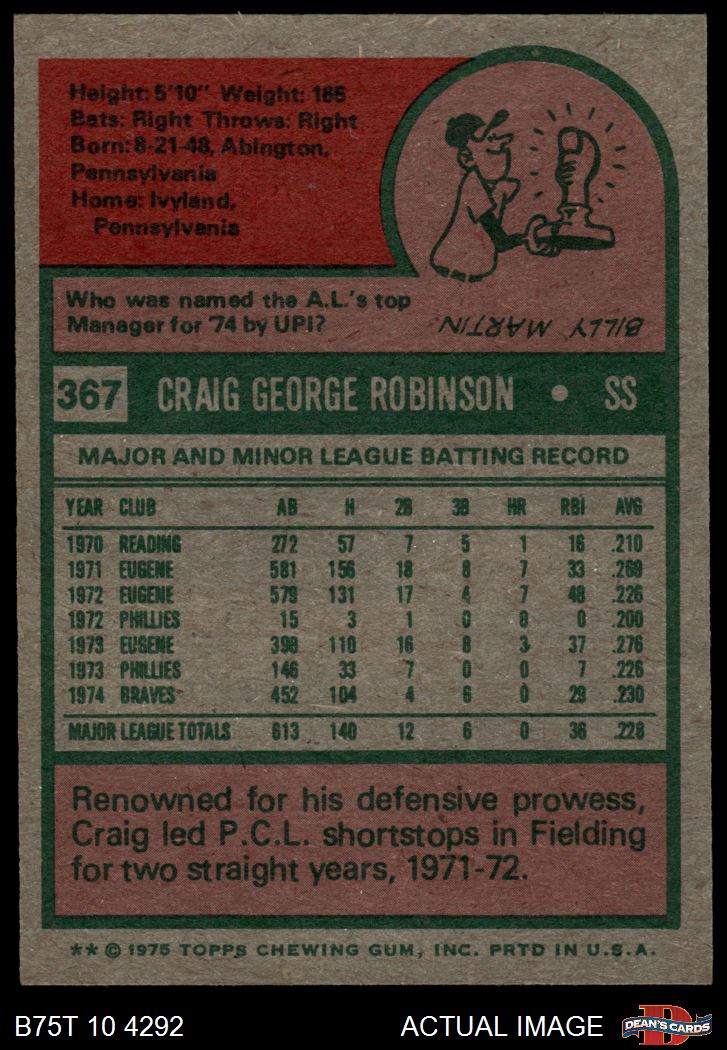 Height: 5'10" Weight: 165
Bats: Right Throws: Right
Born: 8-21-48, Abington,
Pennsylvania
Home: Ivyland,
Pennsylvania
Who was named the A.L.'s top
Manager for '74 by UPI?
BILLY MARTIN
367 CRAIG GEORGE ROBINSON • SS
MAJOR AND MINOR LEAGUE BATTING RECORD
YEAR CLUB AB H 2B 3B HR RBI AVG
1970 READING 272 57 7 5 1 16 .210
1971 EUGENE 581 156 18 8 7 33 .269
1972 EUGENE 579 131 17 4 7 48 .226
1972 PHILLIES 15 3 1 0 0 0 .200
1973 EUGENE 398 110 16 8 3 37 .276
1973 PHILLIES 146 33 7 0 0 7 .226
1974 BRAVES 452 104 4 6 0 29 .230
MAJOR LEAGUE TOTALS 613 140 12 6 0 36 .228
Renowned for his defensive prowess,
Craig led P.C.L. shortstops in Fielding
for two straight years, 1971-72.
** © 1975 TOPPS CHEWING GUM, INC. PRTD IN U.S.A.
B75T 10 4292 ACTUAL IMAGE D DEAN'S CARDS